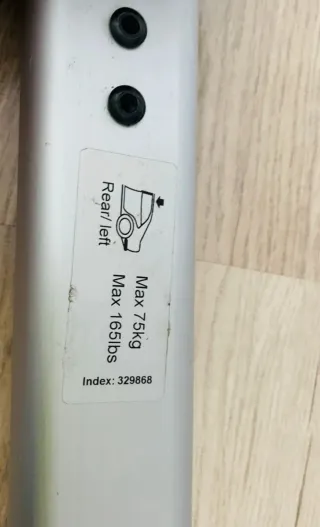 Rear/ left
Max 75kg
Max 165lbs
Index: 329868